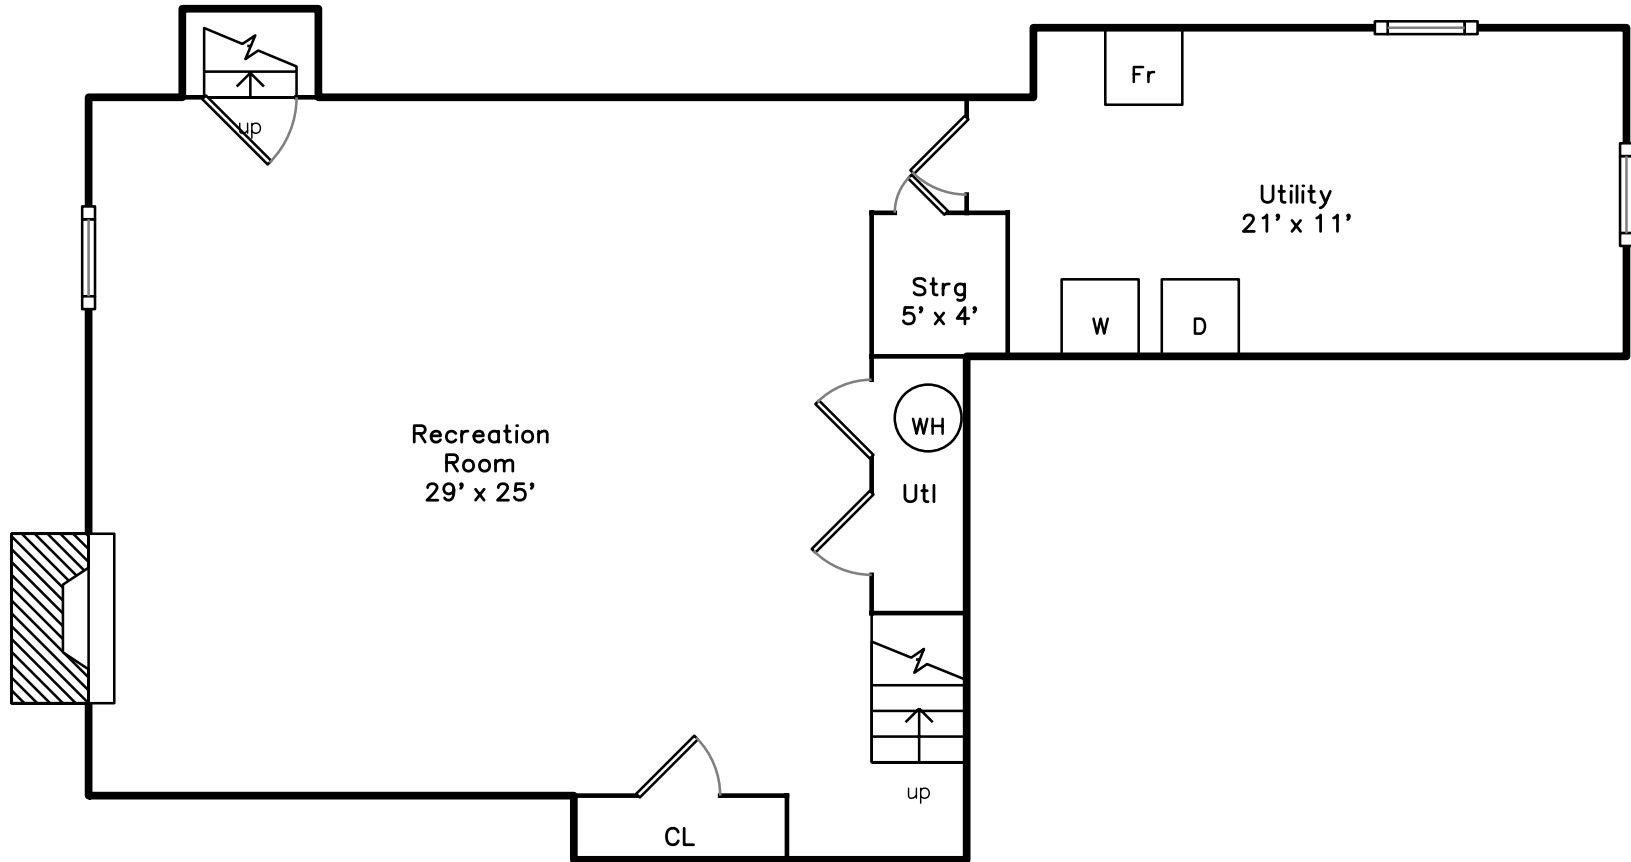 up
Fr
Utility
21' x 11'
Strg
5' x 4'
W
D
WH
Recreation
Room
29' x 25'
Utl
up
CL